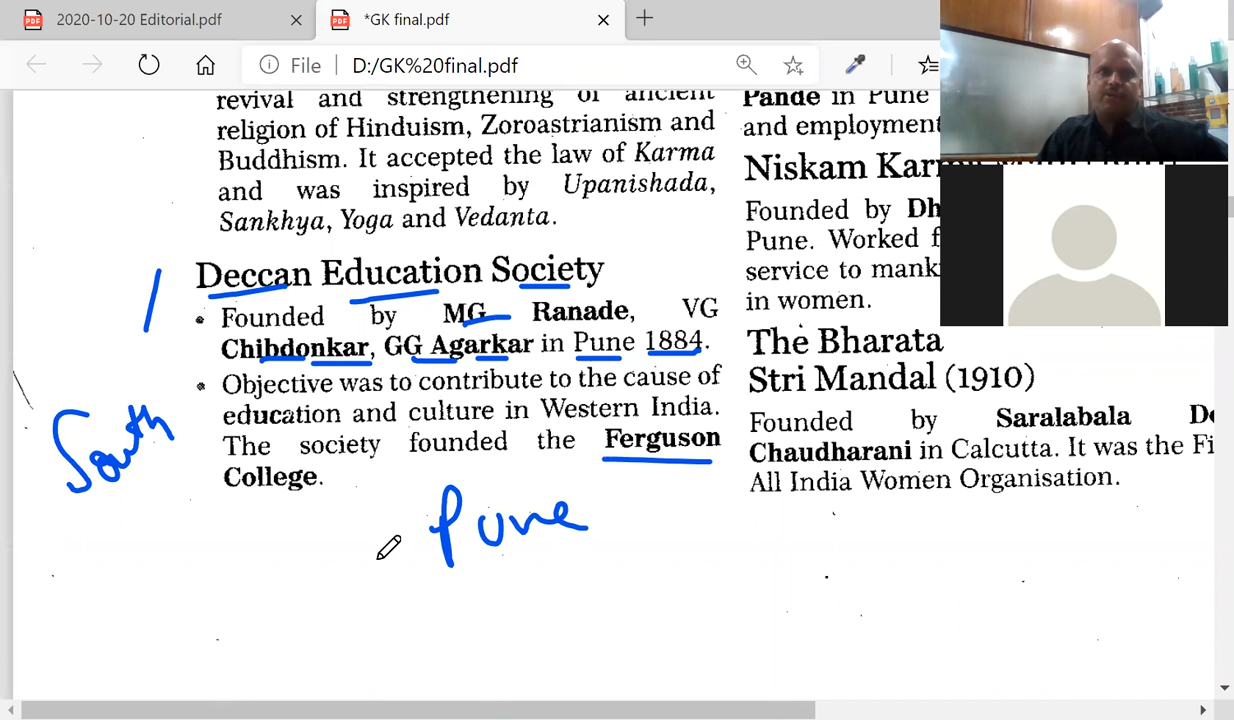 2020-10-20 Editorial.pdf
*GK final.pdf
File
D:/GK%20final.pdf
revival and strengthening of ancient
religion of Hinduism, Zoroastrianism and
Buddhism. It accepted the law of Karma
and was inspired by Upanishada,
Sankhya, Yoga and Vedanta.
Deccan Education Society
• Founded by MG Ranade, VG
Chibdonkar, GG Agarkar in Pune 1884.
• Objective was to contribute to the cause of
education and culture in Western India.
The society founded the Ferguson
College.
South
Pune
Pande in Pune
and employment
Niskam
Founded by
Pune. Worked
service to
in women.
The Bharata
Stri Mandal (1910)
Founded by Saralabala
Chaudharani in Calcutta. It was the
All India Women Organisation.